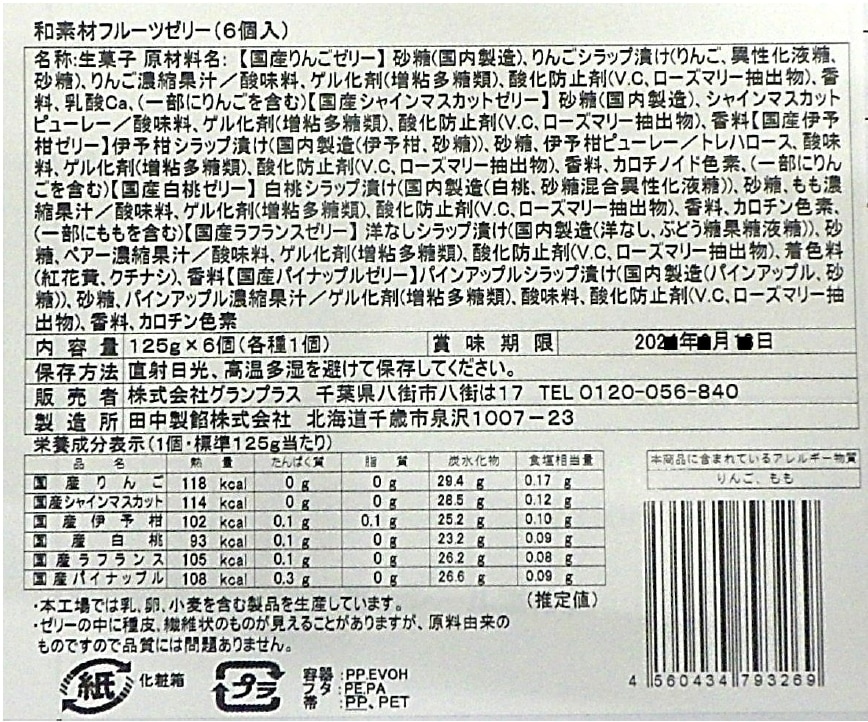 和素材フルーツゼリー(6個入)
名称:生菓子 原材料名:【国産りんごゼリー】砂糖(国内製造)、りんごシラップ漬け(りんご、異性化液糖、
砂糖)、りんご濃縮果汁／酸味料、ゲル化剤(増粘多糖類)、酸化防止剤(V.C、ローズマリー抽出物)、香
料、乳酸Ca、(一部にりんごを含む)【国産シャインマスカットゼリー】砂糖(国内製造)、シャインマスカット
ピューレー／酸味料、ゲル化剤(増粘多糖類)、酸化防止剤(V.C、ローズマリー抽出物)、香料【国産伊予
柑ゼリー】伊予柑シラップ漬け(国内製造(伊予柑、砂糖))、砂糖、伊予柑ピューレー／トレハロース、酸味
料、ゲル化剤(増粘多糖類)、酸化防止剤(V.C、ローズマリー抽出物)、香料、カロチノイド色素、(一部にりん
ごを含む)【国産白桃ゼリー】白桃シラップ漬け(国内製造(白桃、砂糖混合異性化液糖))、砂糖、もも濃
縮果汁／酸味料、ゲル化剤(増粘多糖類)、酸化防止剤(V.C、ローズマリー抽出物)、香料、カロチン色素、
(一部にももを含む)【国産ラフランスゼリー】洋なしシラップ漬け(国内製造(洋なし、ぶどう糖果糖液糖))、砂
糖、ペアー濃縮果汁／酸味料、ゲル化剤(増粘多糖類)、酸化防止剤(V.C、ローズマリー抽出物)、着色料
(紅花黄、クチナシ)、香料【国産パイナップルゼリー】パインアップルシラップ漬け(国内製造(パインアップル、砂
糖))、砂糖、パインアップル濃縮果汁／ゲル化剤(増粘多糖類)、酸味料、酸化防止剤(V.C、ローズマリー抽
出物)、香料、カロチン色素
内容量 125g×6個(各種1個) 賞味期限 202 年 月 日
保存方法 直射日光、高温多湿を避けて保存してください。
販売者 株式会社グランプラス 千葉県八街市八街は17 TEL 0120-056-840
製造所 田中製餡株式会社 北海道千歳市泉沢1007-23
栄養成分表示(1個・標準125g当たり)
品名 熱量 たんぱく質 脂質 炭水化物 食塩相当量
国産りんご 118 kcal 0 g 0 g 29.4 g 0.17 g
国産シャインマスカット 114 kcal 0 g 0 g 28.5 g 0.12 g
国産伊予柑 102 kcal 0.1 g 0.1 g 25.2 g 0.10 g
国産白桃 93 kcal 0.1 g 0 g 23.2 g 0.09 g
国産ラフランス 105 kcal 0.1 g 0 g 26.2 g 0.08 g
国産パイナップル 108 kcal 0.3 g 0 g 26.6 g 0.09 g
(推定値)
本商品に含まれているアレルギー物質
りんご、もも
・本工場では乳、卵、小麦を含む製品を生産しています。
・ゼリーの中に種皮、繊維状のものが見えることがありますが、原料由来の
ものですので品質には問題ありません。
紙 化粧箱
プラ
容器:PP,EVOH
フタ:PE,PA
帯:PP、PET
4 560434 793269